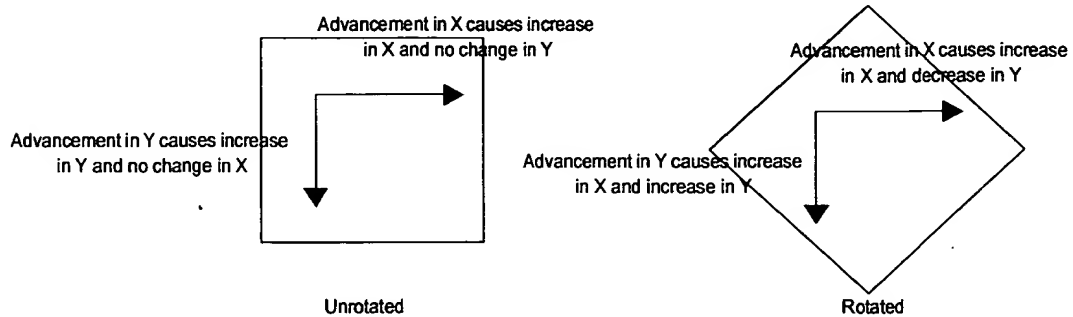 Advancement in X causes increase
in X and no change in Y
Advancement in Y causes increase
in Y and no change in X
Unrotated
Advancement in X causes increase
in X and decrease in Y
Advancement in Y causes increase
in X and increase in Y
Rotated